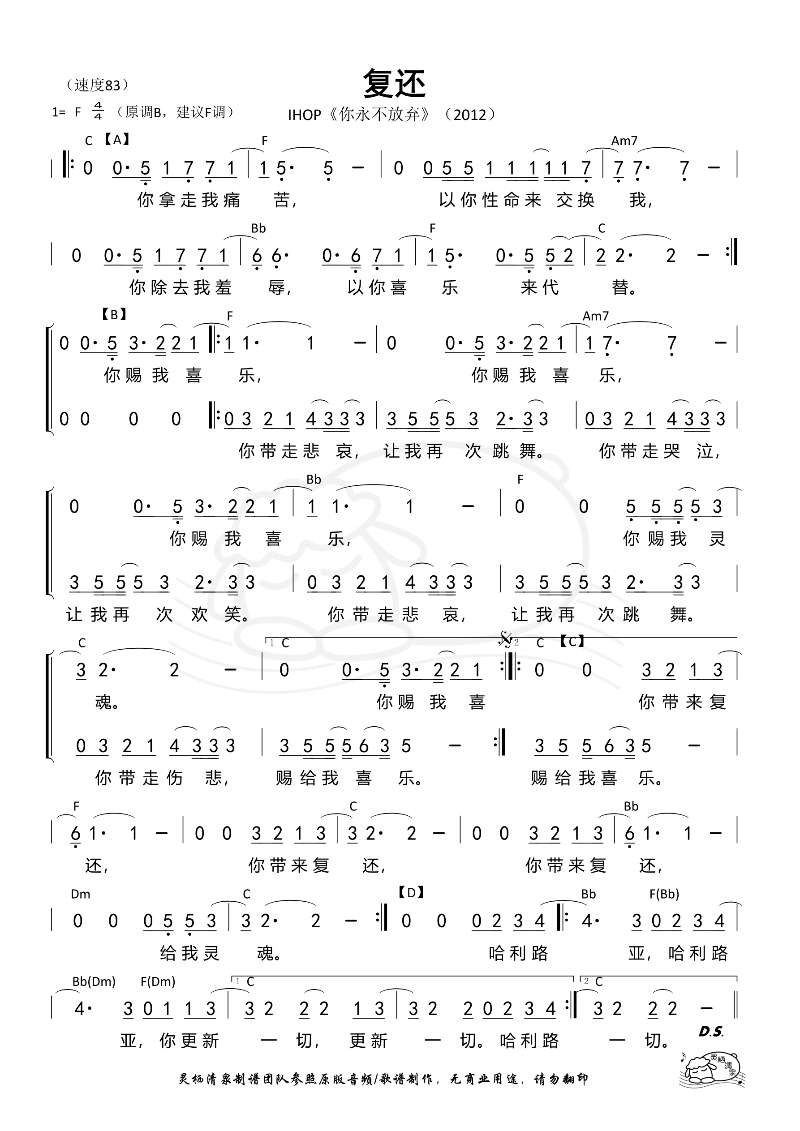 复还
（速度83）
1= F 4/4 （原调B，建议F调）
IHOP《你永不放弃》（2012）
C 【A】 F Am7
0 0· 5 1 7 7 1 1 5· 5 － 0 0 5 5 1 1 1 1 1 7 7 7· 7 －
你拿走我痛 苦， 以你性命来 交换 我，
Bb F C
0 0· 5 1 7 7 1 6 6· 0· 6 7 1 1 5· 0· 5 5 2 2 2· 2 －
你除去我羞 辱， 以你喜 乐 来代 替。
【B】 F Am7
0 0· 5 3· 2 2 1 1 1· 1 － 0 0· 5 3· 2 2 1 1 7· 7 －
你赐 我 喜 乐， 你赐 我 喜 乐，
0 0 0 0 0 3 2 1 4 3 3 3 3 5 5 5 3 2· 3 3 0 3 2 1 4 3 3 3
你带走悲 哀， 让我再 次 跳 舞。 你带走哭 泣，
Bb F
0 0· 5 3· 2 2 1 1 1· 1 － 0 0 5 5 5 5 3
你赐 我 喜 乐， 你 赐我 灵
3 5 5 5 3 2· 3 3 0 3 2 1 4 3 3 3 3 5 5 5 3 2· 3 3
让我再 次 欢 笑。 你带走悲 哀， 让我再 次跳 舞。
C 1 C 2 C 【C】
3 2· 2 － 0 0· 5 3· 2 2 1 0 0 3 2 1 3
魂。 你赐 我 喜 你带来复
0 3 2 1 4 3 3 3 3 5 5 5 6 3 5 － 3 5 5 5 6 3 5 －
你带走伤 悲， 赐给我 喜 乐。 赐给我喜 乐。
F C Bb
6 1· 1 － 0 0 3 2 1 3 3 2· 2 － 0 0 3 2 1 3 6 1· 1 －
还， 你带来复 还， 你带来复 还，
Dm C 【D】 Bb F(Bb)
0 0 0 5 5 3 3 2· 2 － 0 0 0 2 3 4 4· 3 0 2 3 4
给我灵 魂。 哈利路 亚，哈利路
Bb(Dm) F(Dm) 1 C 2 C
4· 3 0 1 1 3 3 2 2 2 1 3 3 2 2 0 2 3 4 3 2 2 2 －
亚，你更新 一 切，更新 一 切。哈利路 一 切。
D.S.
灵栖清泉制谱团队参照原版音频/歌谱制作，无商业用途，请勿翻印
灵栖清泉